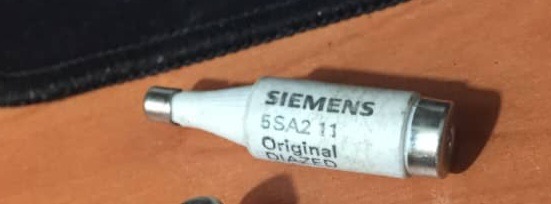 SIEMENS
5SA2 11
Original
DIAZED